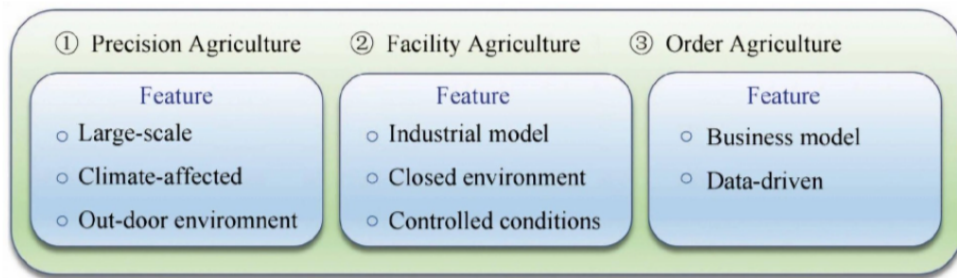 ① Precision Agriculture ② Facility Agriculture ③ Order Agriculture
Feature
○ Large-scale
○ Climate-affected
○ Out-door enviromnent
Feature
○ Industrial model
○ Closed environment
○ Controlled conditions
Feature
○ Business model
○ Data-driven